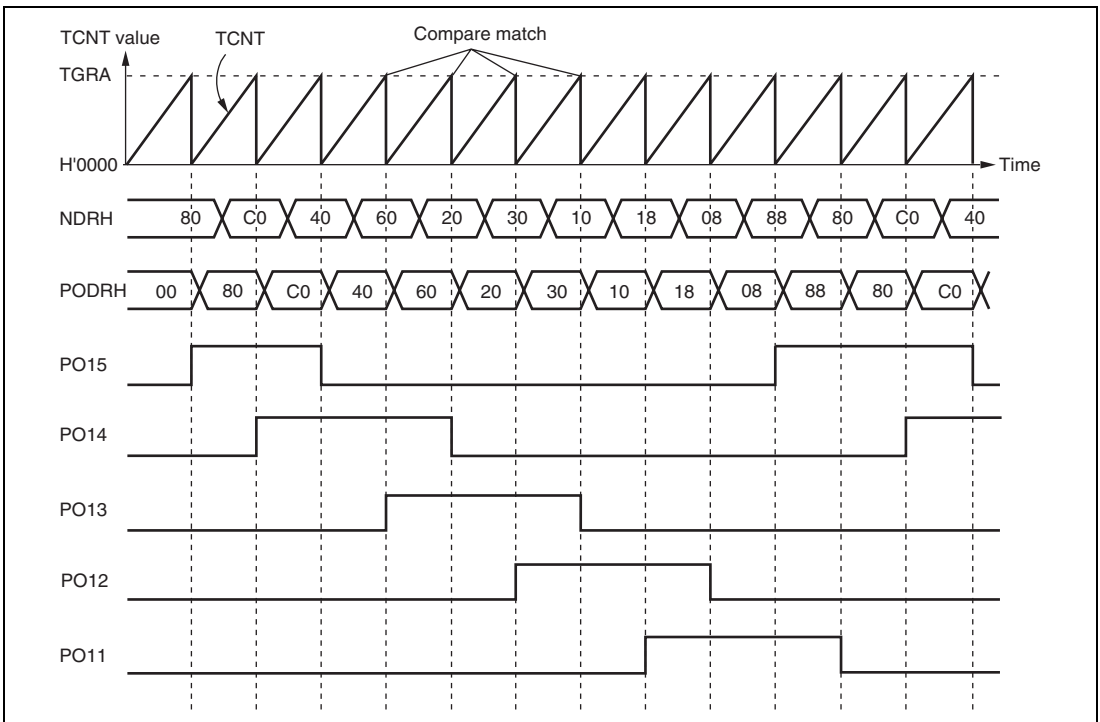 TCNT value
TCNT
Compare match
TGRA
H'0000
Time
NDRH 80 C0 40 60 20 30 10 18 08 88 80 C0 40
PODRH 00 80 C0 40 60 20 30 10 18 08 88 80 C0
PO15
PO14
PO13
PO12
PO11